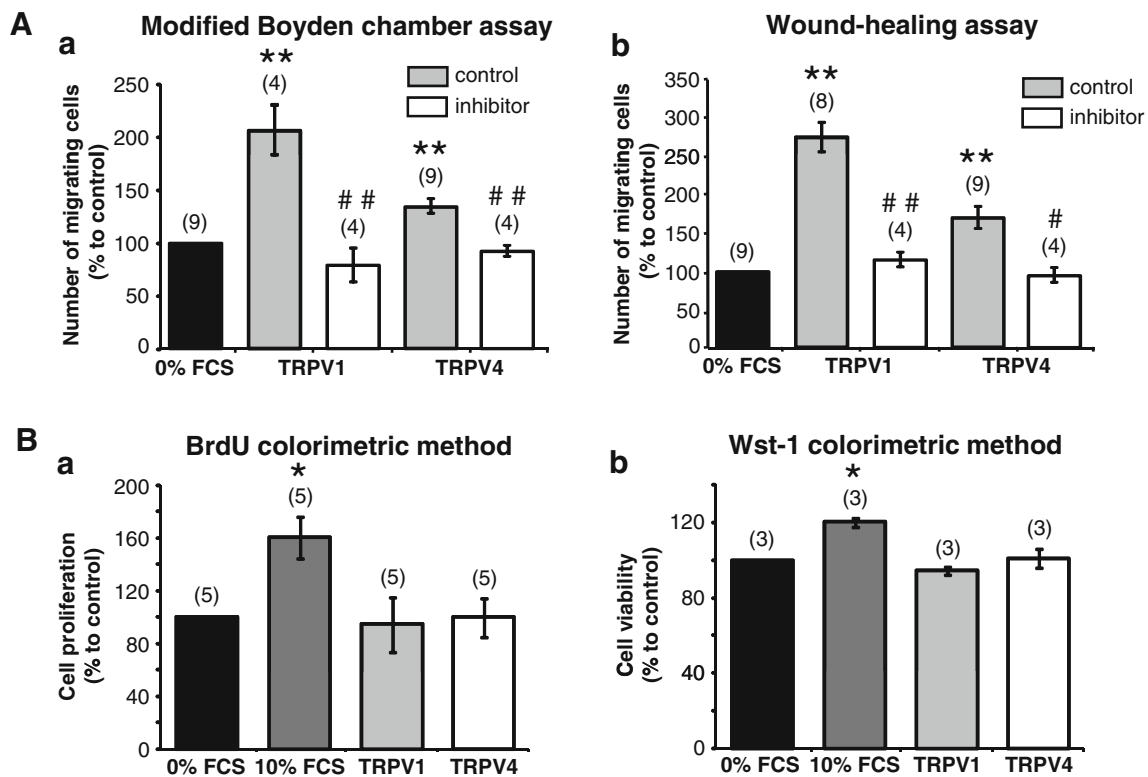 A
a
Modified Boyden chamber assay
Number of migrating cells
(% to control)
250
200
150
100
50
0
control
inhibitor
(9)
**
(4)
# #
(4)
**
(9)
# #
(4)
0% FCS
TRPV1
TRPV4
b
Wound-healing assay
Number of migrating cells
(% to control)
350
300
250
200
150
100
50
0
control
inhibitor
(9)
**
(8)
# #
(4)
**
(9)
#
(4)
0% FCS
TRPV1
TRPV4
B
a
BrdU colorimetric method
Cell proliferation
(% to control)
200
160
120
80
40
0
(5)
*
(5)
(5)
(5)
0% FCS
10% FCS
TRPV1
TRPV4
b
Wst-1 colorimetric method
Cell viability
(% to control)
120
80
40
0
(3)
*
(3)
(3)
(3)
0% FCS
10% FCS
TRPV1
TRPV4